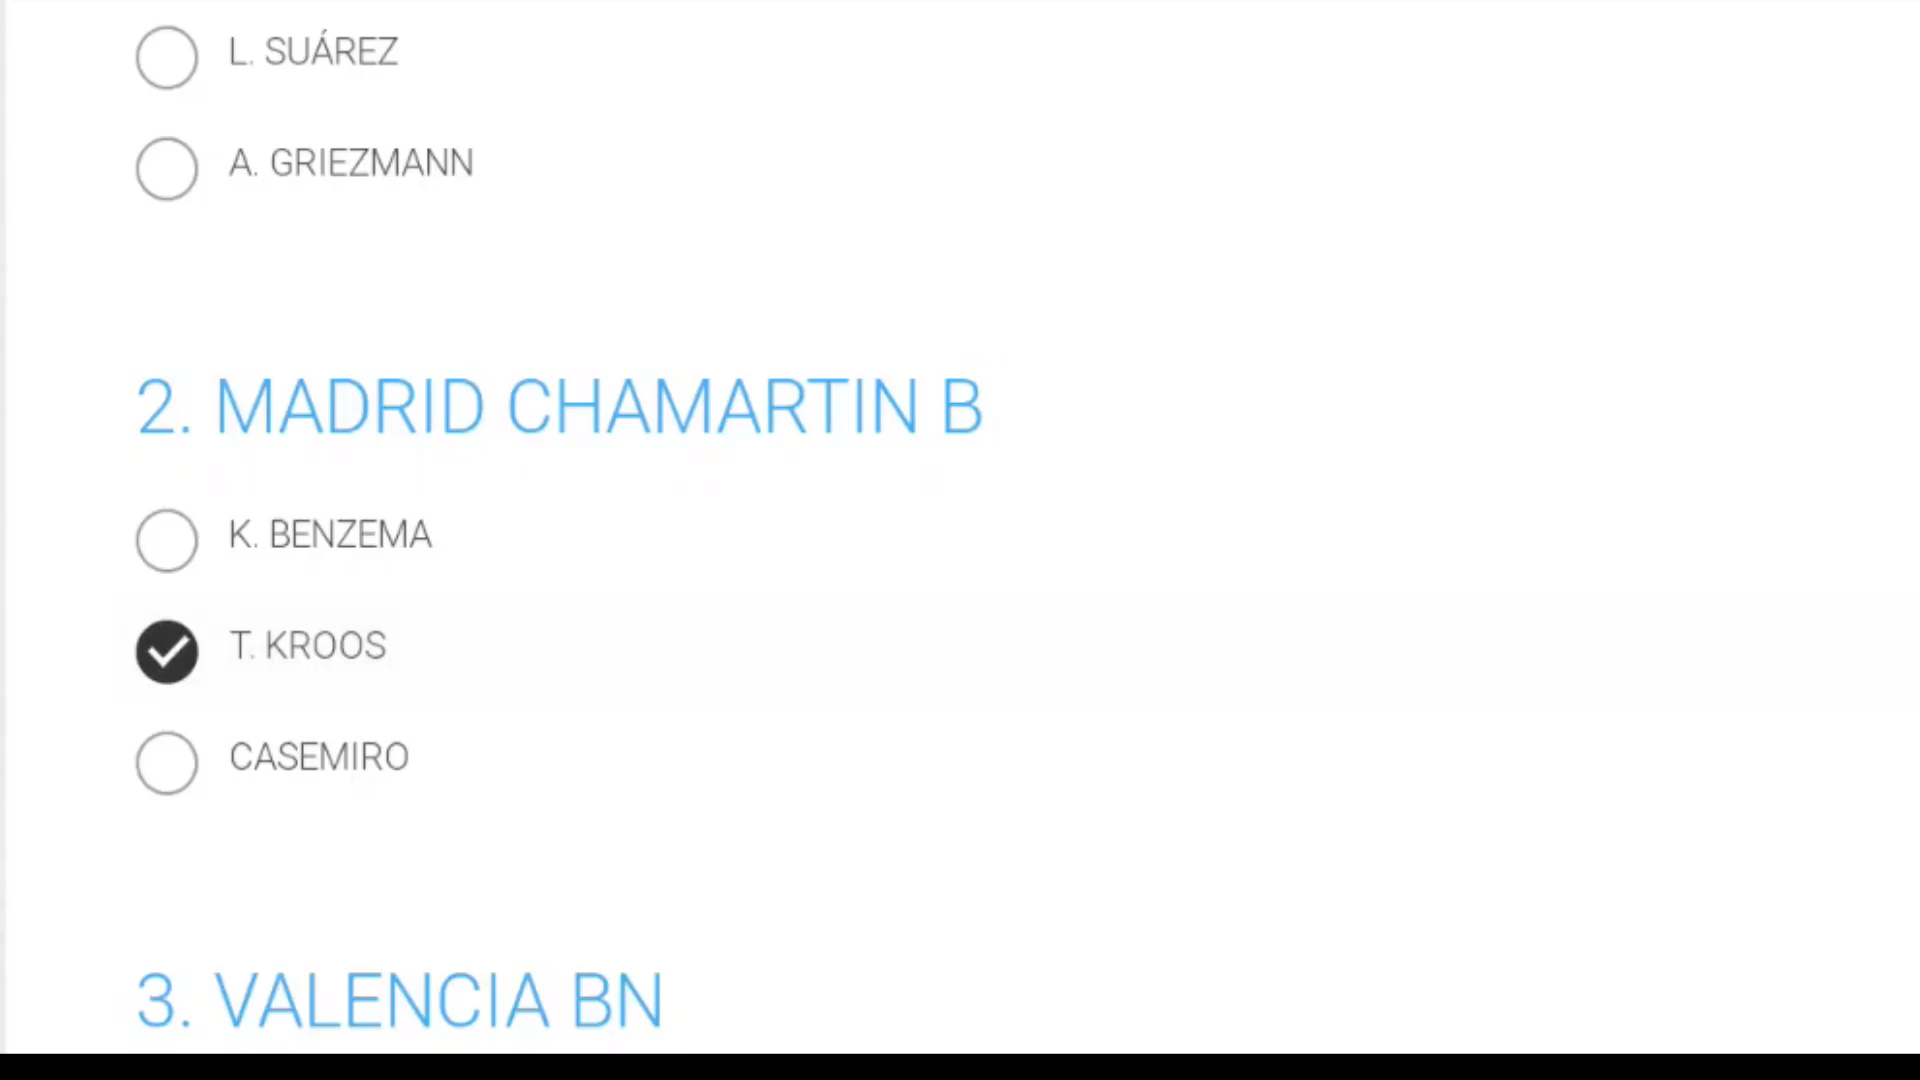 L. SUÁREZ
A. GRIEZMANN
2. MADRID CHAMARTIN B
K. BENZEMA
T. KROOS
CASEMIRO
3. VALENCIA BN